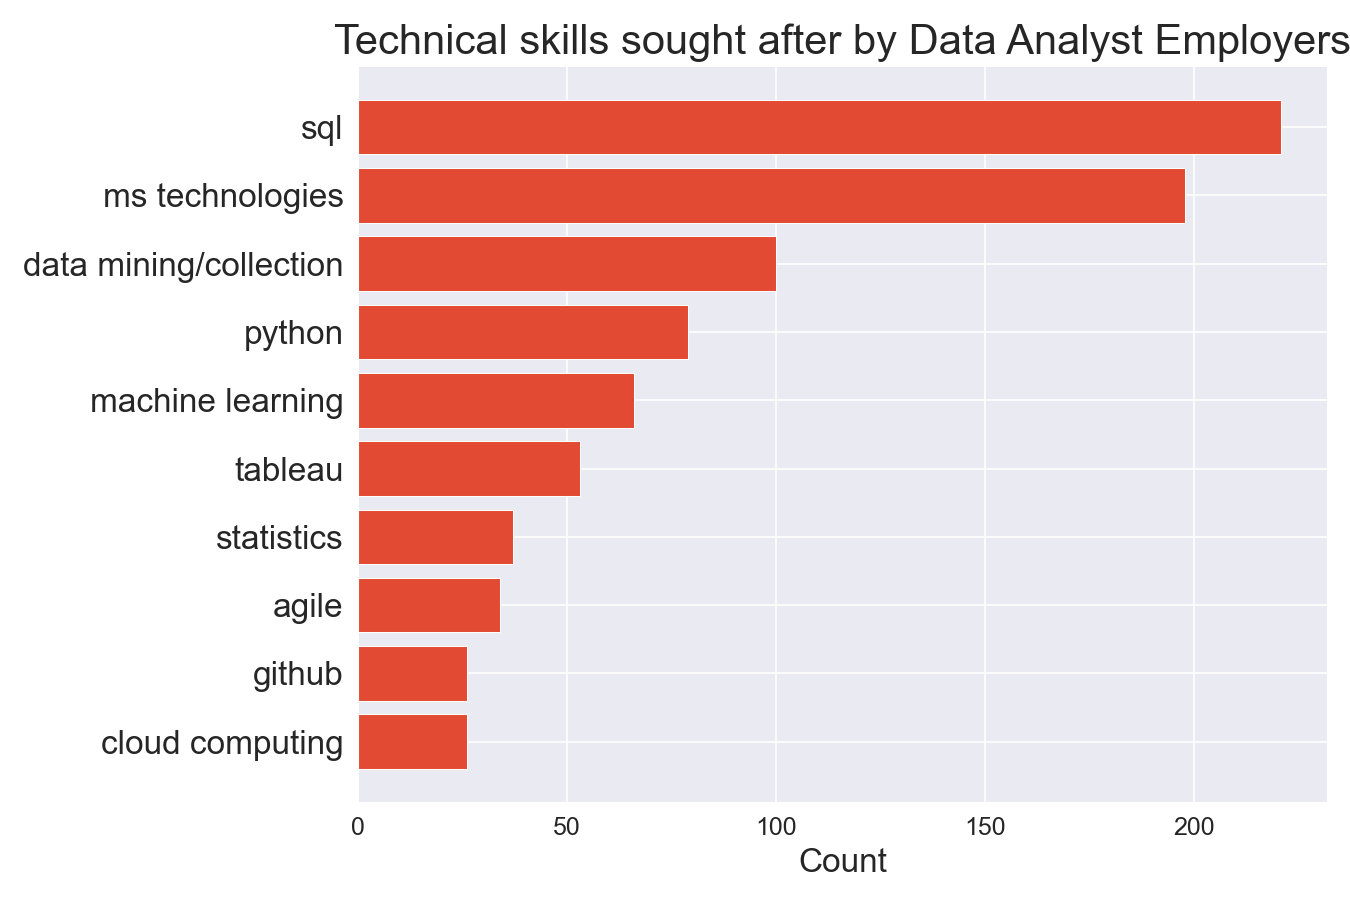 Technical skills sought after by Data Analyst Employers
sql
ms technologies
data mining/collection
python
machine learning
tableau
statistics
agile
github
cloud computing
0 50 100 150 200
Count